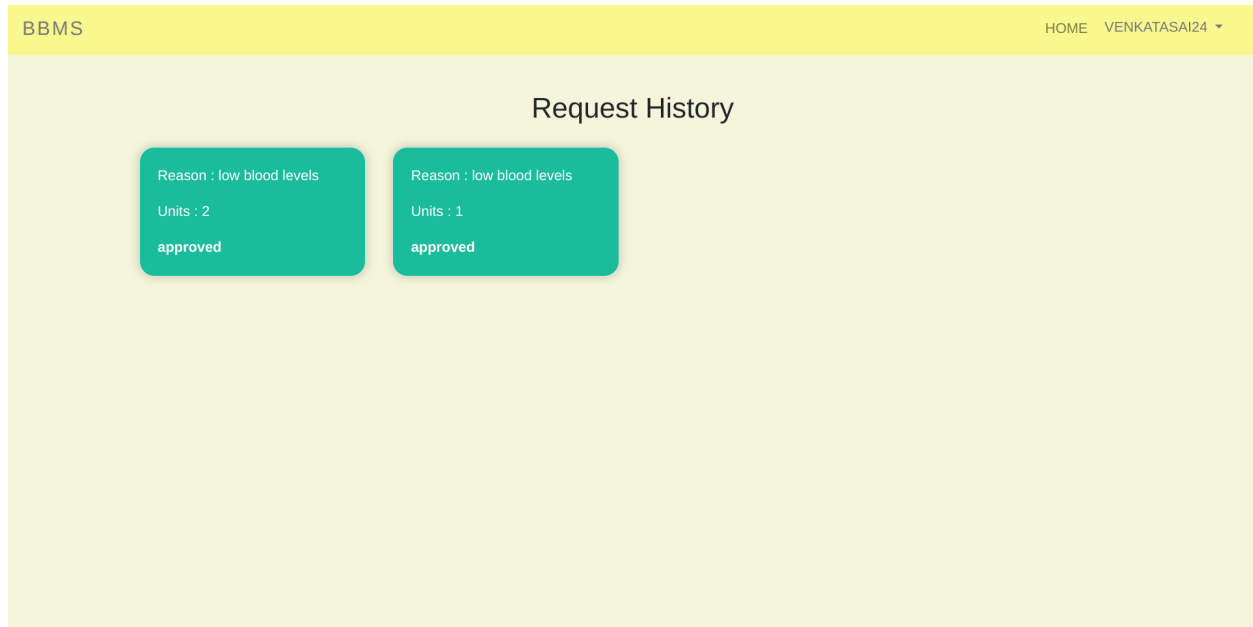 BBMS
HOME VENKATASAI24
Request History
Reason : low blood levels
Units : 2
approved
Reason : low blood levels
Units : 1
approved